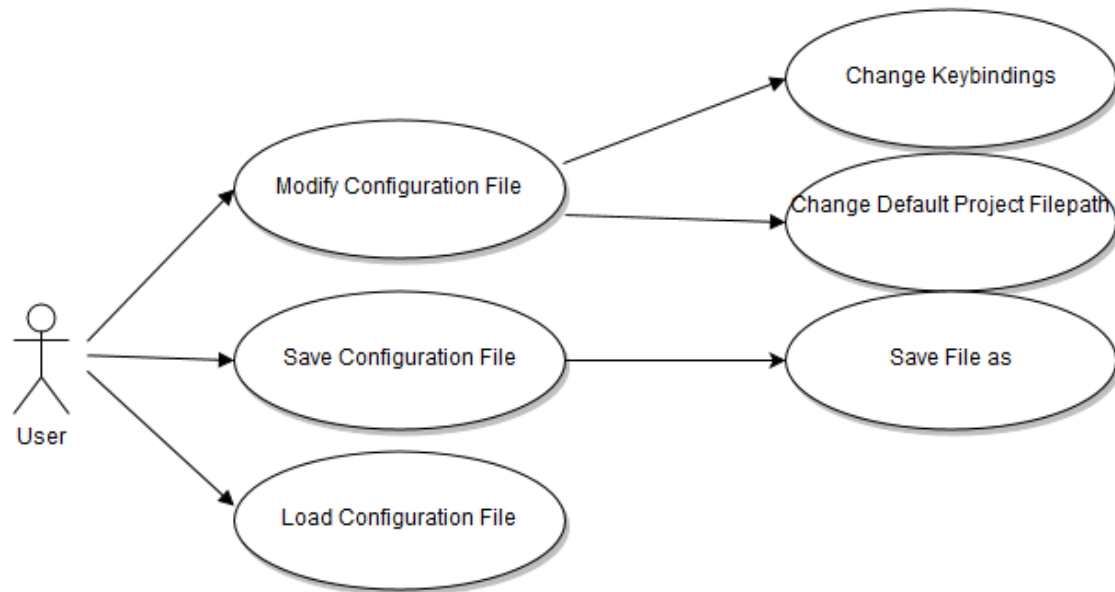 Change Keybindings
Modify Configuration File
Change Default Project Filepath
Save Configuration File
Save File as
User
Load Configuration File